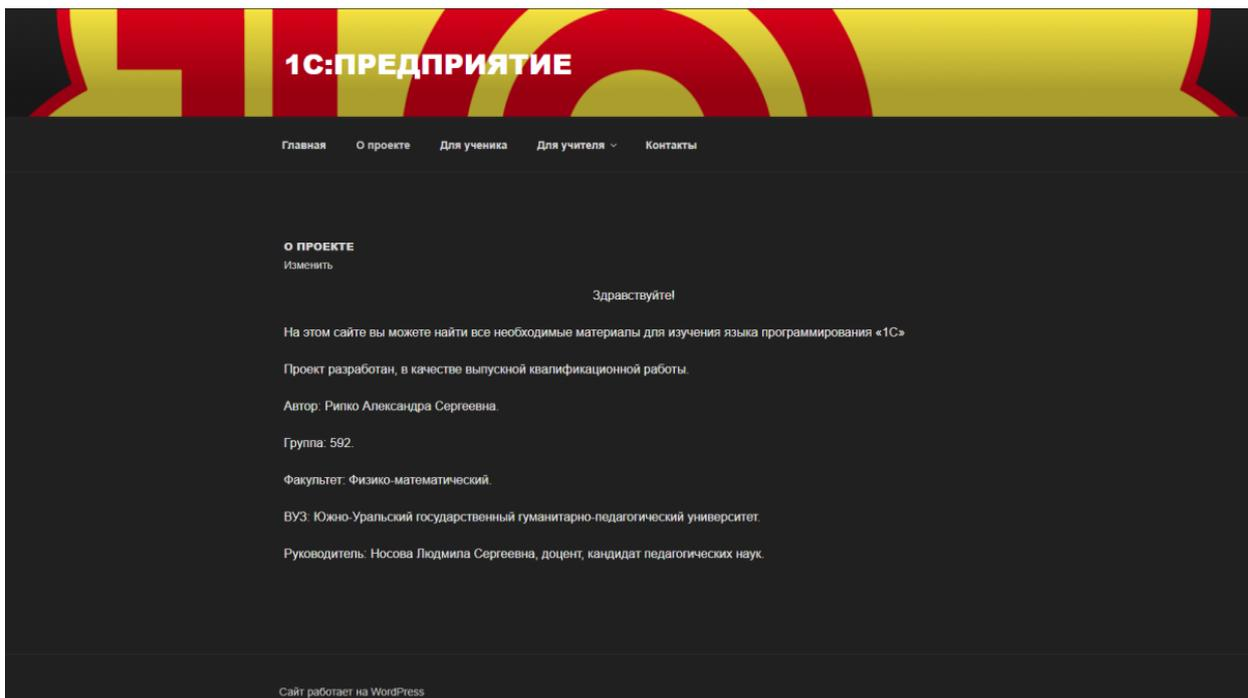 1С:ПРЕДПРИЯТИЕ
Главная О проекте Для ученика Для учителя Контакты
О ПРОЕКТЕ
Изменить
Здравствуйте!
На этом сайте вы можете найти все необходимые материалы для изучения языка программирования «1С»
Проект разработан, в качестве выпускной квалификационной работы.
Автор: Рипко Александра Сергеевна.
Группа: 592.
Факультет: Физико-математический.
ВУЗ: Южно-Уральский государственный гуманитарно-педагогический университет.
Руководитель: Носова Людмила Сергеевна, доцент, кандидат педагогических наук.
Сайт работает на WordPress